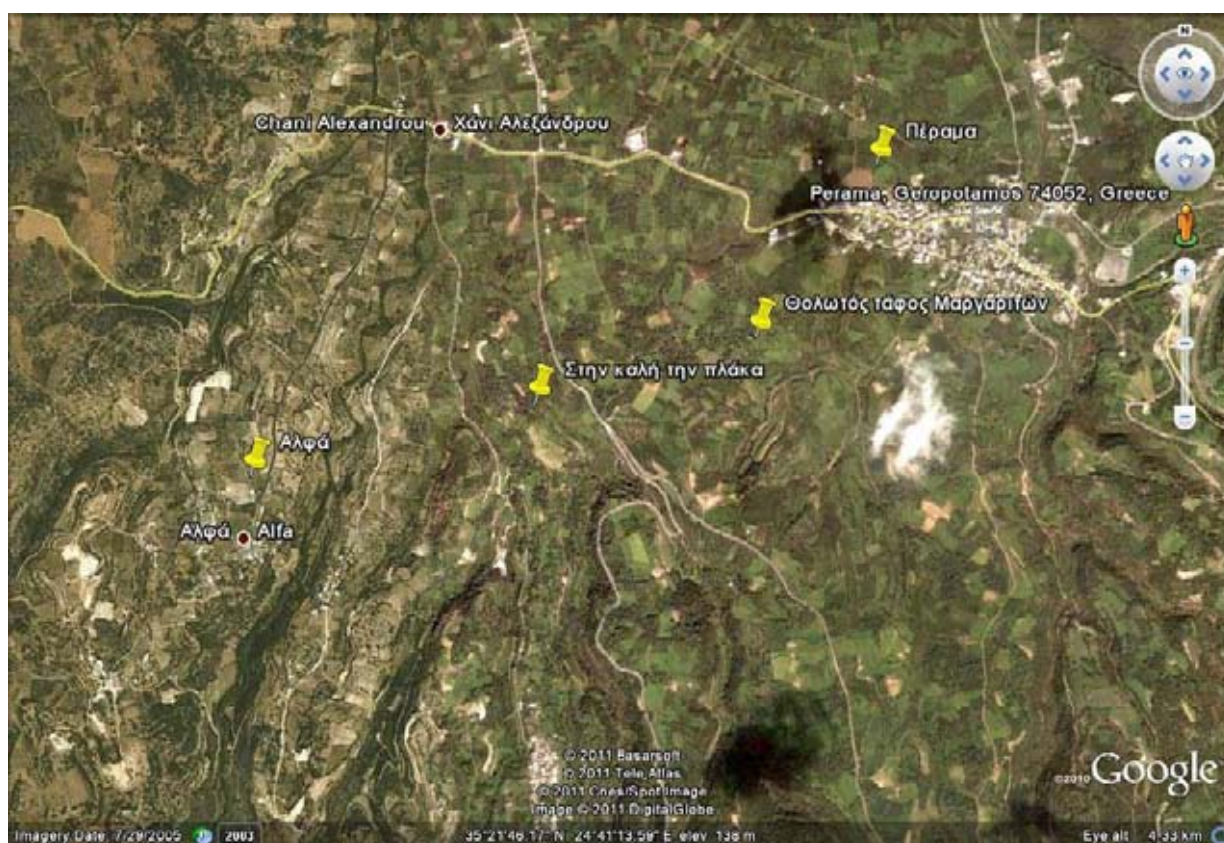 N
Chani Alexandrou Χάνι Αλεξάνδρου
Πέραμα
Perama, Geropotamos 74052, Greece
Θολωτός τάφος Μαργαριτών
Στην καλή την πλάκα
Αλφά
Αλφά Alfa
© 2011 Basarsoft
© 2011 Tele Atlas
© 2011 Cnes/Spot Image
Image © 2011 DigitalGlobe
©2010 Google
Imagery Date: 7/29/2005 2003 35°21'46.17" N 24°41'13.59" E elev 138 m Eye alt 4.33 km